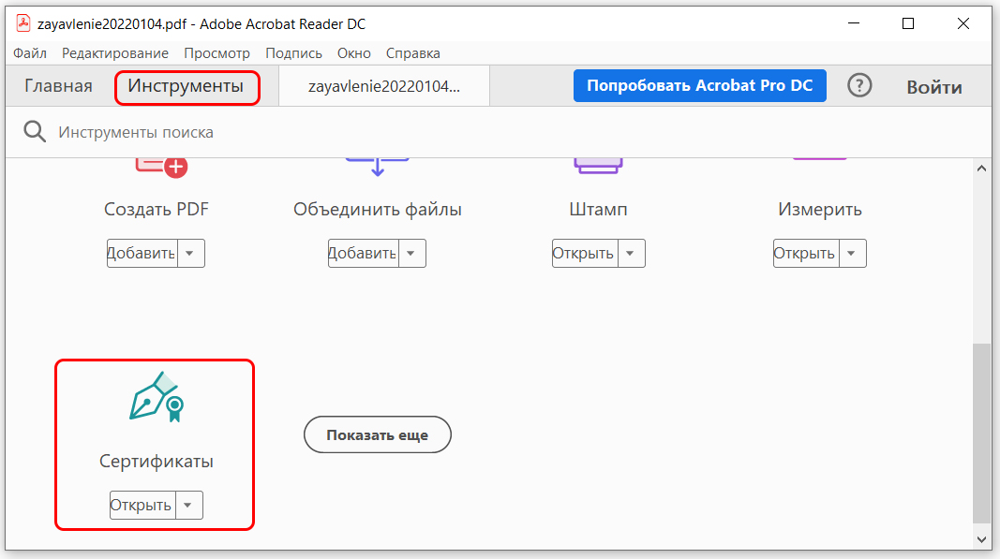 zayavlenie20220104.pdf - Adobe Acrobat Reader DC
Файл Редактирование Просмотр Подпись Окно Справка
Главная Инструменты zayavlenie20220104... Попробовать Acrobat Pro DC ? Войти
Инструменты поиска
Создать PDF Объединить файлы Штамп Измерить
Добавить Добавить Открыть Открыть
Показать еще
Сертификаты
Открыть